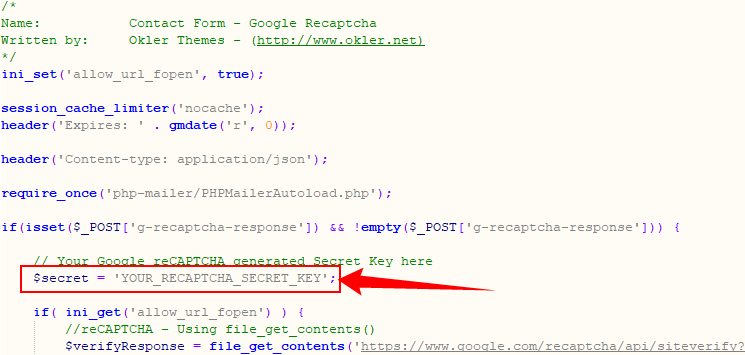 /*
Name: Contact Form - Google Recaptcha
Written by: Okler Themes - (http://www.okler.net)
*/
ini_set('allow_url_fopen', true);
session_cache_limiter('nocache');
header('Expires: ' . gmdate('r', 0));
header('Content-type: application/json');
require_once('php-mailer/PHPMailerAutoload.php');
if(isset($_POST['g-recaptcha-response']) && !empty($_POST['g-recaptcha-response'])) {
// Your Google reCAPTCHA generated Secret Key here
$secret = 'YOUR_RECAPTCHA_SECRET_KEY';
if( ini_get('allow_url_fopen') ) {
//reCAPTCHA - Using file_get_contents()
$verifyResponse = file_get_contents('https://www.google.com/recaptcha/api/siteverify?